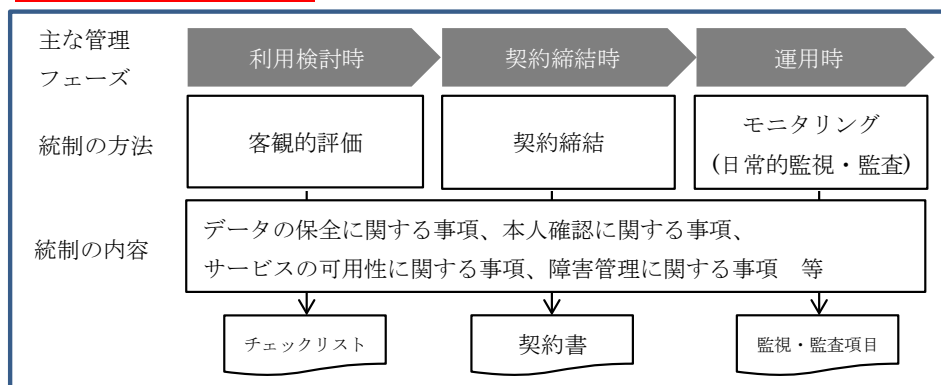 主な管理
フェーズ
利用検討時
契約締結時
運用時
統制の方法
客観的評価
契約締結
モニタリング
(日常的監視・監査)
統制の内容
データの保全に関する事項、本人確認に関する事項、
サービスの可用性に関する事項、障害管理に関する事項　等
チェックリスト
契約書
監視・監査項目